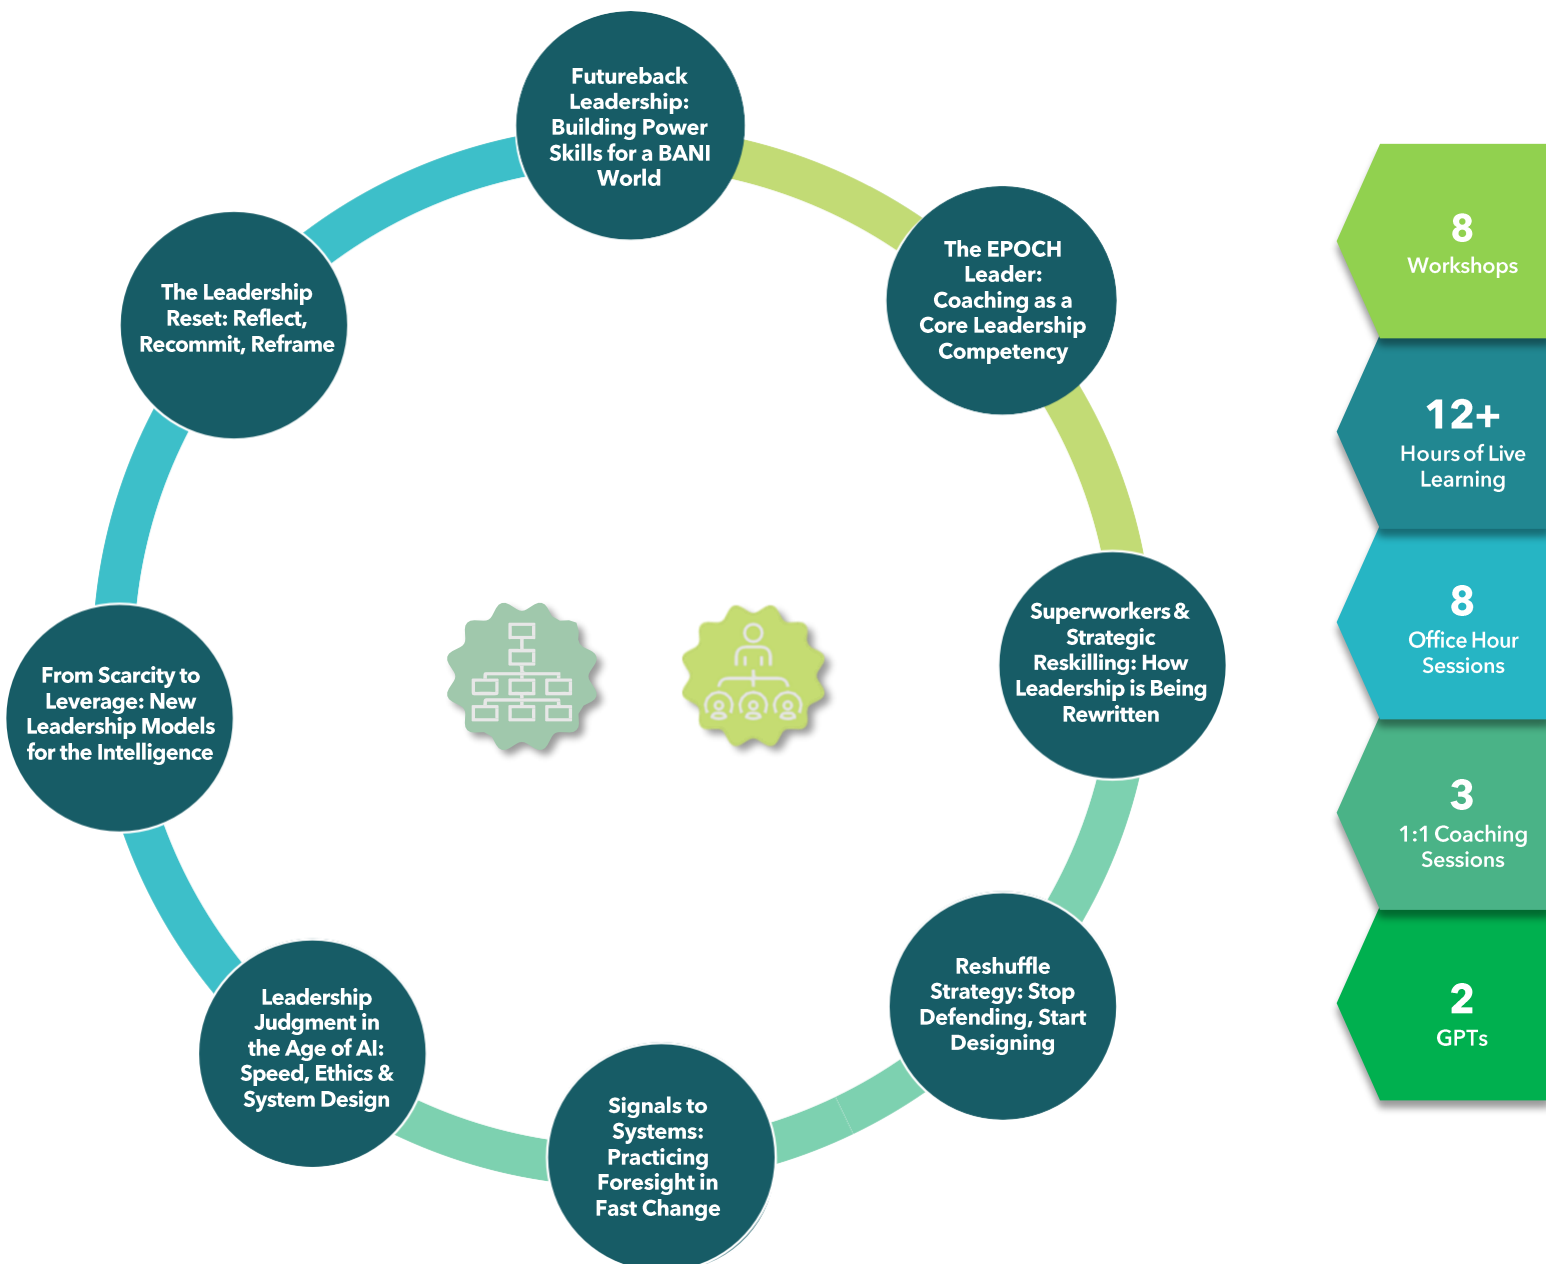 Futureback
Leadership:
Building Power
Skills for a BANI
World
The EPOCH
Leader:
Coaching as a
Core Leadership
Competency
Superworkers &
Strategic
Reskilling: How
Leadership is Being
Rewritten
Reshuffle
Strategy: Stop
Defending, Start
Designing
Signals to
Systems:
Practicing
Foresight in
Fast Change
Leadership
Judgment in
the Age of AI:
Speed, Ethics &
System Design
From Scarcity to
Leverage: New
Leadership Models
for the Intelligence
The Leadership
Reset: Reflect,
Recommit, Reframe
8
Workshops
12+
Hours of Live
Learning
8
Office Hour
Sessions
3
1:1 Coaching
Sessions
2
GPTs